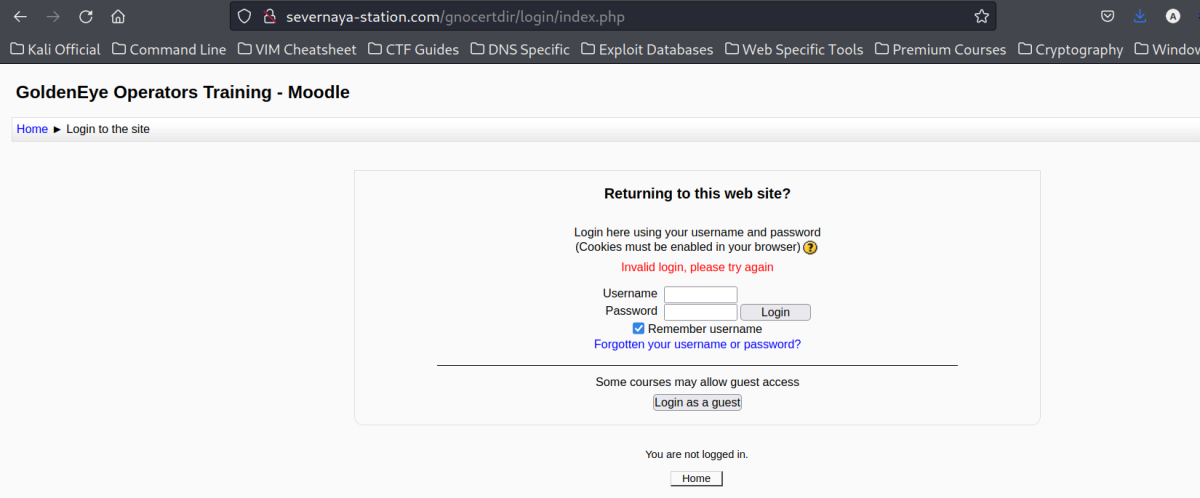 severnaya-station.com/gnocertdir/login/index.php
A
Kali Official Command Line VIM Cheatsheet CTF Guides DNS Specific Exploit Databases Web Specific Tools Premium Courses Cryptography Window
GoldenEye Operators Training - Moodle
Home ► Login to the site
Returning to this web site?
Login here using your username and password
(Cookies must be enabled in your browser) ?
Invalid login, please try again
Username
Password Login
Remember username
Forgotten your username or password?
Some courses may allow guest access
Login as a guest
You are not logged in.
Home